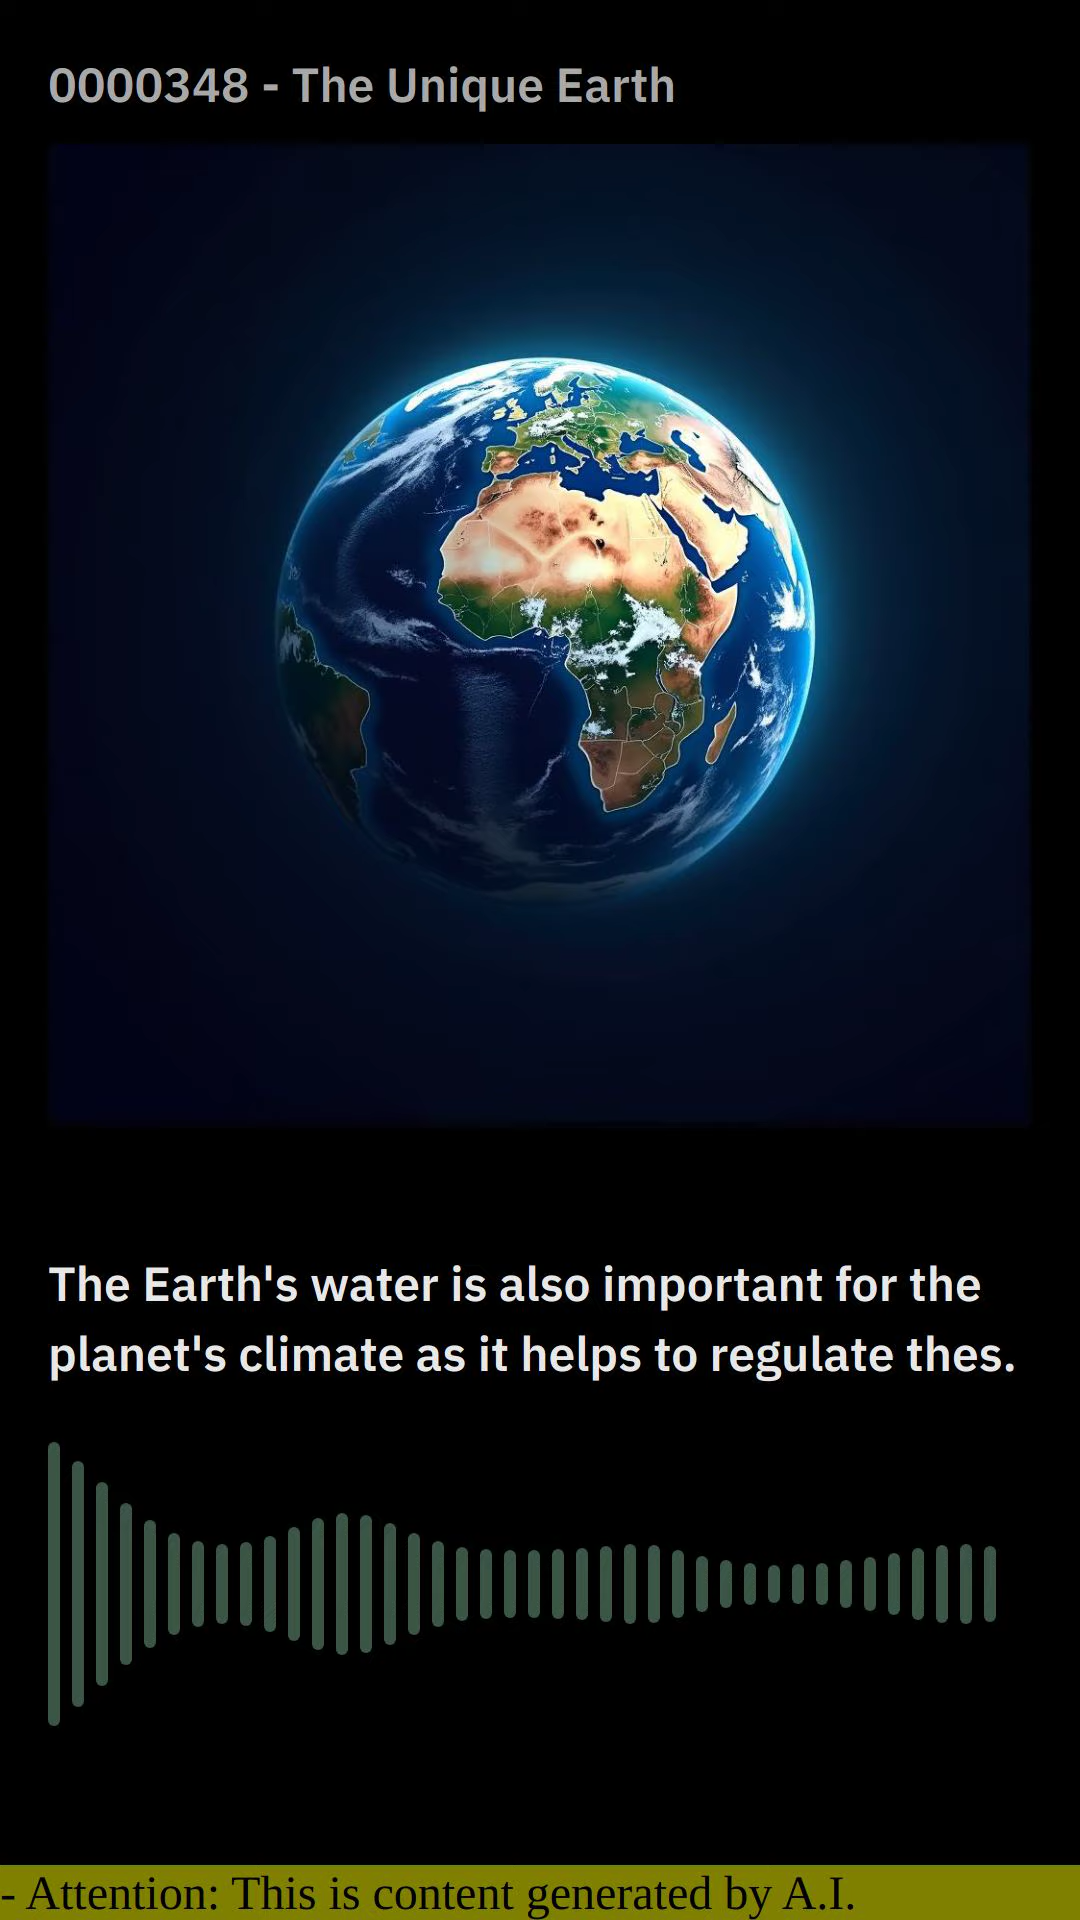 0000348 - The Unique Earth
The Earth's water is also important for the
planet's climate as it helps to regulate thes.
- Attention: This is content generated by A.I.